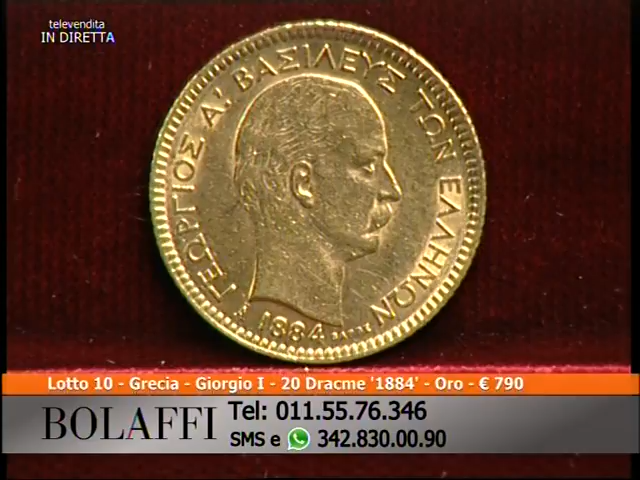 televendita
IN DIRETTA
ΓΕΩΡΓΙΟΣ Α! ΒΑΣΙΛΕΥΣ ΤΩΝ ΕΛΛΗΝΩΝ
1884
Lotto 10 - Grecia - Giorgio I - 20 Dracme '1884' - Oro - € 790
BOLAFFI
Tel: 011.55.76.346
SMS e 342.830.00.90